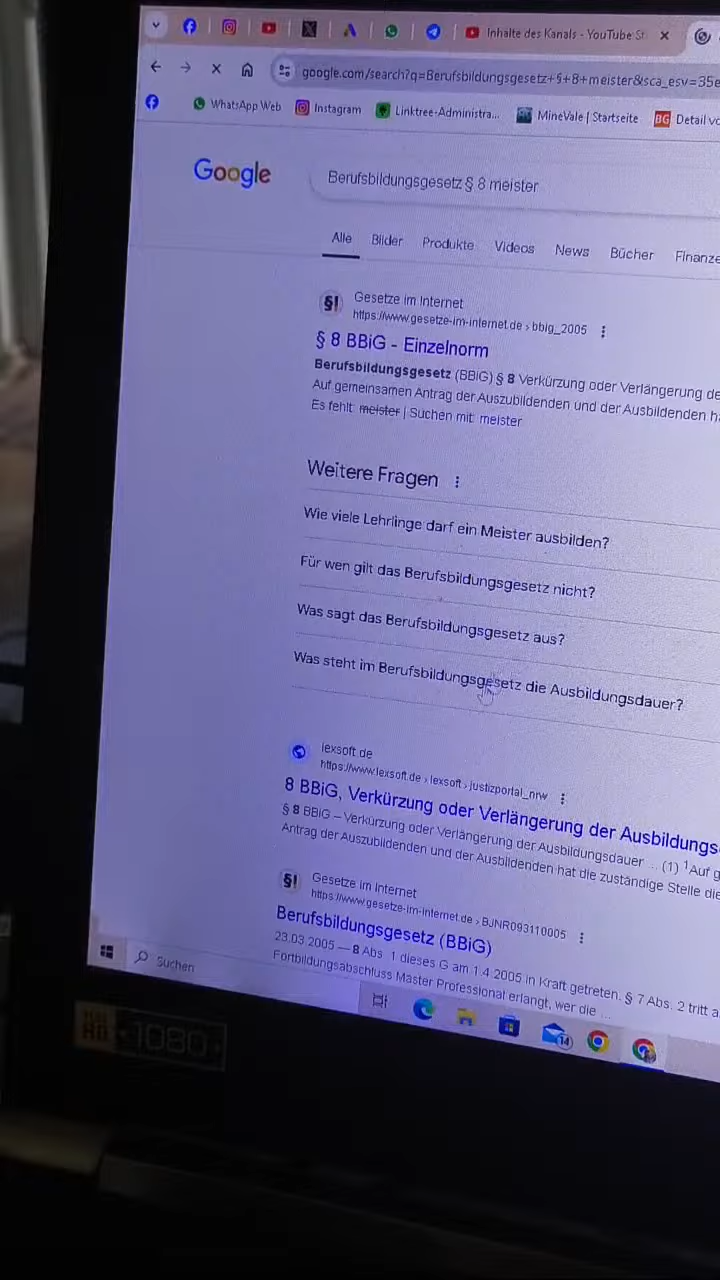 Inhalte des Kanals - YouTube St
google.com/search?q=Berufsbildungsgesetz+§+8+meister&sca_esv=35e
WhatsApp Web
Instagram
Linktree-Administra...
MineVale | Startseite
BG
Detail vo
Google
Berufsbildungsgesetz § 8 meister
Alle
Bilder
Produkte
Videos
News
Bücher
Finanze
§!
Gesetze im Internet
https://www.gesetze-im-internet.de › bbig_2005
§ 8 BBiG - Einzelnorm
Berufsbildungsgesetz (BBiG) § 8 Verkürzung oder Verlängerung de
Auf gemeinsamen Antrag der Auszubildenden und der Ausbildenden ha
Es fehlt: meister | Suchen mit: meister
Weitere Fragen
Wie viele Lehrlinge darf ein Meister ausbilden?
Für wen gilt das Berufsbildungsgesetz nicht?
Was sagt das Berufsbildungsgesetz aus?
Was steht im Berufsbildungsgesetz die Ausbildungsdauer?
lexsoft.de
https://www.lexsoft.de › lexsoft › justizportal_nrw
8 BBiG, Verkürzung oder Verlängerung der Ausbildungs
§ 8 BBiG – Verkürzung oder Verlängerung der Ausbildungsdauer ... (1) ¹Auf g
Antrag der Auszubildenden und der Ausbildenden hat die zuständige Stelle die
§!
Gesetze im Internet
https://www.gesetze-im-internet.de › BJNR093110005
Berufsbildungsgesetz (BBiG)
23.03.2005 — 8 Abs. 1 dieses G am 1.4.2005 in Kraft getreten. § 7 Abs. 2 tritt a
Fortbildungsabschluss Master Professional erlangt, wer die ...
Suchen
14
1080